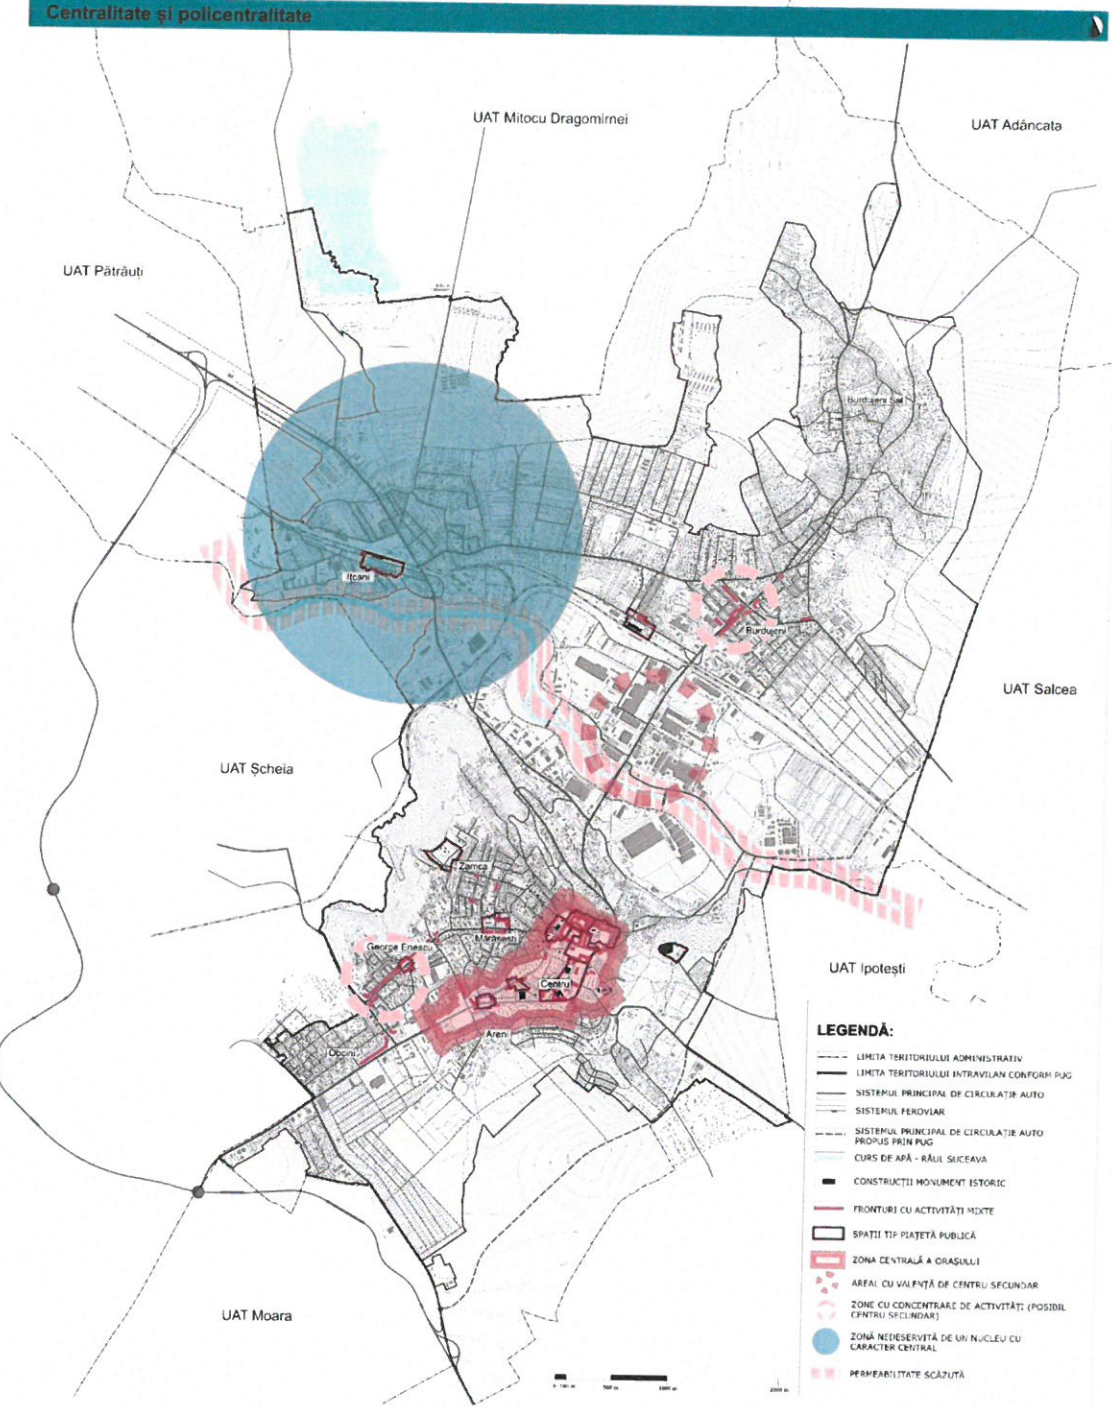 Centralitate și policentralitate
UAT Mitocu Dragomirnei
UAT Adâncata
UAT Pătrăuți
Burdujeni Sat
Ițcani
Burdujeni
UAT Salcea
UAT Șcheia
Zamca
Mărășești
George Enescu
Centru
UAT Ipotești
Areni
Obcini
UAT Moara
LEGENDĂ:
LIMITA TERITORIULUI ADMINISTRATIV
LIMITA TERITORIULUI INTRAVILAN CONFORM PUG
SISTEMUL PRINCIPAL DE CIRCULAȚIE AUTO
SISTEMUL FEROVIAR
SISTEMUL PRINCIPAL DE CIRCULAȚIE AUTO
PROPUS PRIN PUG
CURS DE APĂ - RÂUL SUCEAVA
CONSTRUCȚII MONUMENT ISTORIC
FRONTURI CU ACTIVITĂȚI MIXTE
SPAȚII TIP PIAȚETĂ PUBLICĂ
ZONA CENTRALĂ A ORAȘULUI
AREAL CU VALENȚĂ DE CENTRU SECUNDAR
ZONE CU CONCENTRARE DE ACTIVITĂȚI (POSIBIL
CENTRU SECUNDAR)
ZONĂ NEDESERVITĂ DE UN NUCLEU CU
CARACTER CENTRAL
PERMEABILITATE SCĂZUTĂ